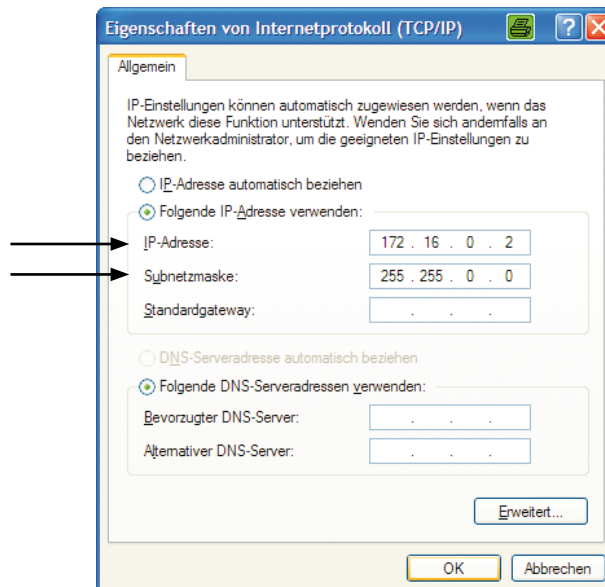 Eigenschaften von Internetprotokoll (TCP/IP)
Allgemein
IP-Einstellungen können automatisch zugewiesen werden, wenn das
Netzwerk diese Funktion unterstützt. Wenden Sie sich andernfalls an
den Netzwerkadministrator, um die geeigneten IP-Einstellungen zu
beziehen.
IP-Adresse automatisch beziehen
Folgende IP-Adresse verwenden:
IP-Adresse: 172 . 16 . 0 . 2
Subnetzmaske: 255 . 255 . 0 . 0
Standardgateway: . . .
DNS-Serveradresse automatisch beziehen
Folgende DNS-Serveradressen verwenden:
Bevorzugter DNS-Server: . . .
Alternativer DNS-Server: . . .
Erweitert...
OK Abbrechen